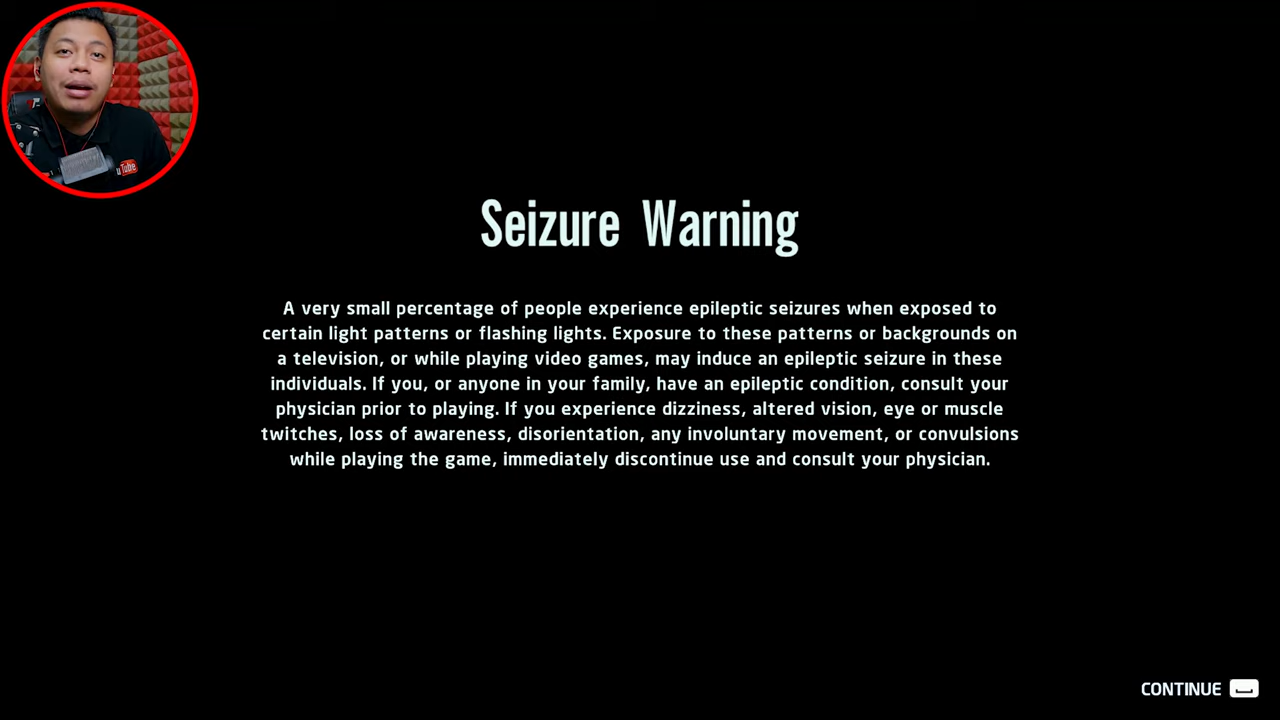 Seizure Warning
A very small percentage of people experience epileptic seizures when exposed to
certain light patterns or flashing lights. Exposure to these patterns or backgrounds on
a television, or while playing video games, may induce an epileptic seizure in these
individuals. If you, or anyone in your family, have an epileptic condition, consult your
physician prior to playing. If you experience dizziness, altered vision, eye or muscle
twitches, loss of awareness, disorientation, any involuntary movement, or convulsions
while playing the game, immediately discontinue use and consult your physician.
uTube
CONTINUE